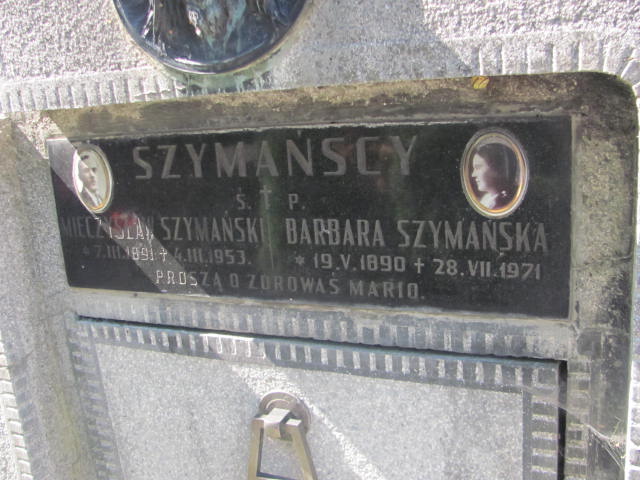 SZYMAŃSCY
Ś. † P.
MIECZYSŁAW SZYMAŃSKI BARBARA SZYMAŃSKA
* 7.III.1891 + 4.III.1953. * 19.V.1890 + 28.VII.1971
PROSZĄ O ZDROWAŚ MARIO.